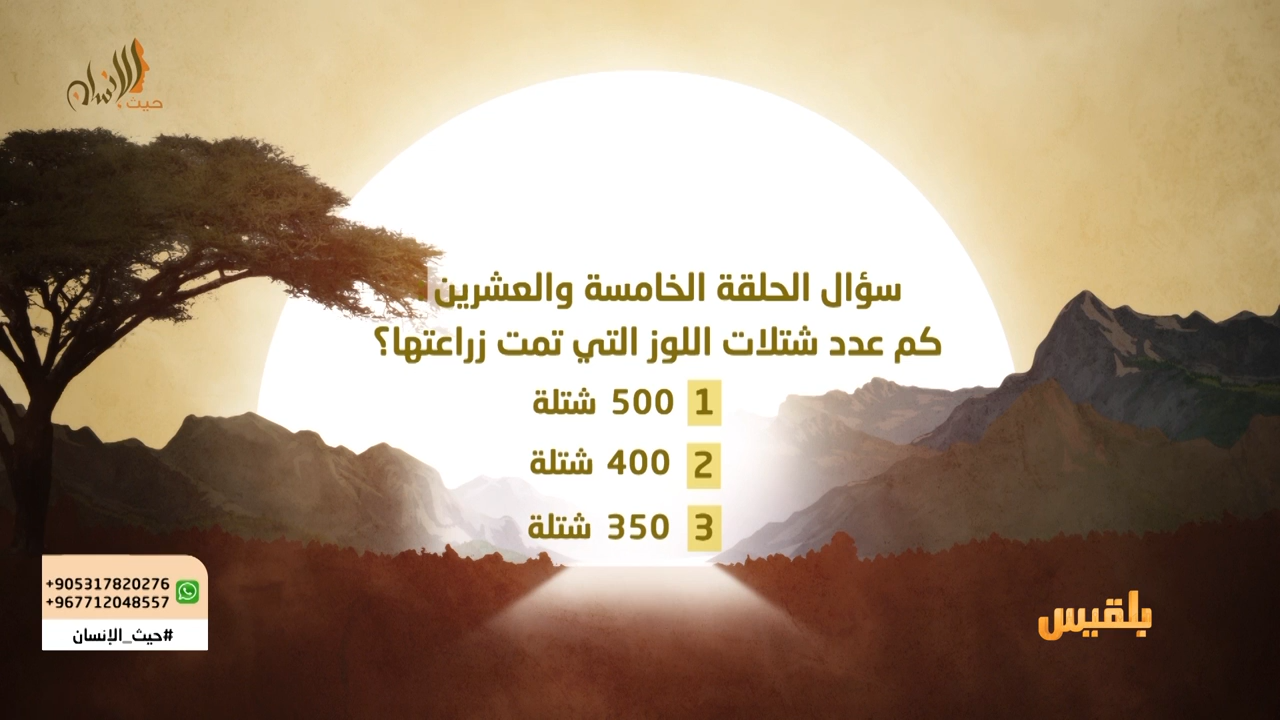 حيث الإنسان
سؤال الحلقة الخامسة والعشرين
كم عدد شتلات اللوز التي تمت زراعتها؟
1 500 شتلة
2 400 شتلة
3 350 شتلة
+905317820276
+967712048557
#حيث_الإنسان
بلقيس